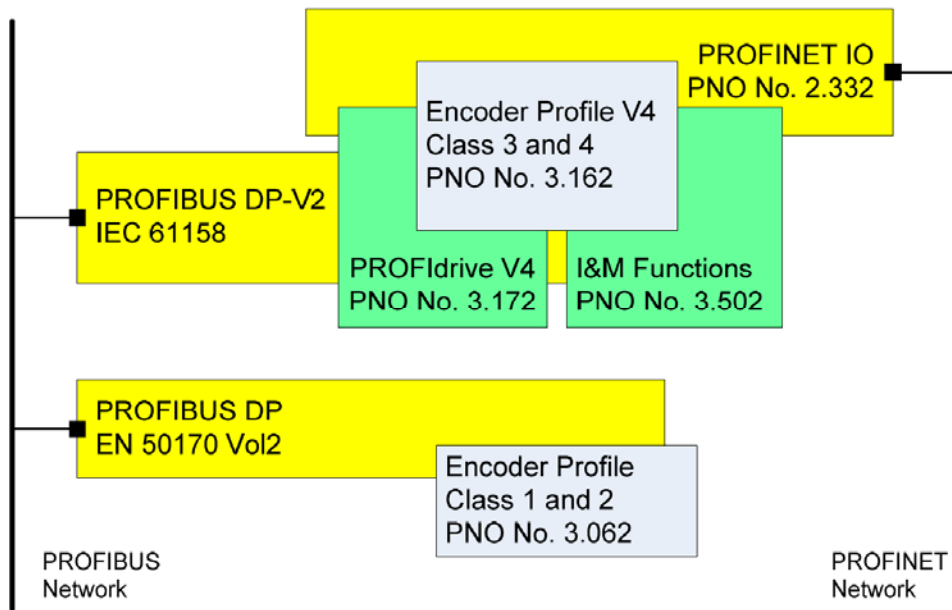 PROFINET IO
PNO No. 2.332
Encoder Profile V4
Class 3 and 4
PNO No. 3.162
PROFIBUS DP-V2
IEC 61158
PROFIdrive V4
PNO No. 3.172
I&M Functions
PNO No. 3.502
PROFIBUS DP
EN 50170 Vol2
Encoder Profile
Class 1 and 2
PNO No. 3.062
PROFIBUS
Network
PROFINET
Network